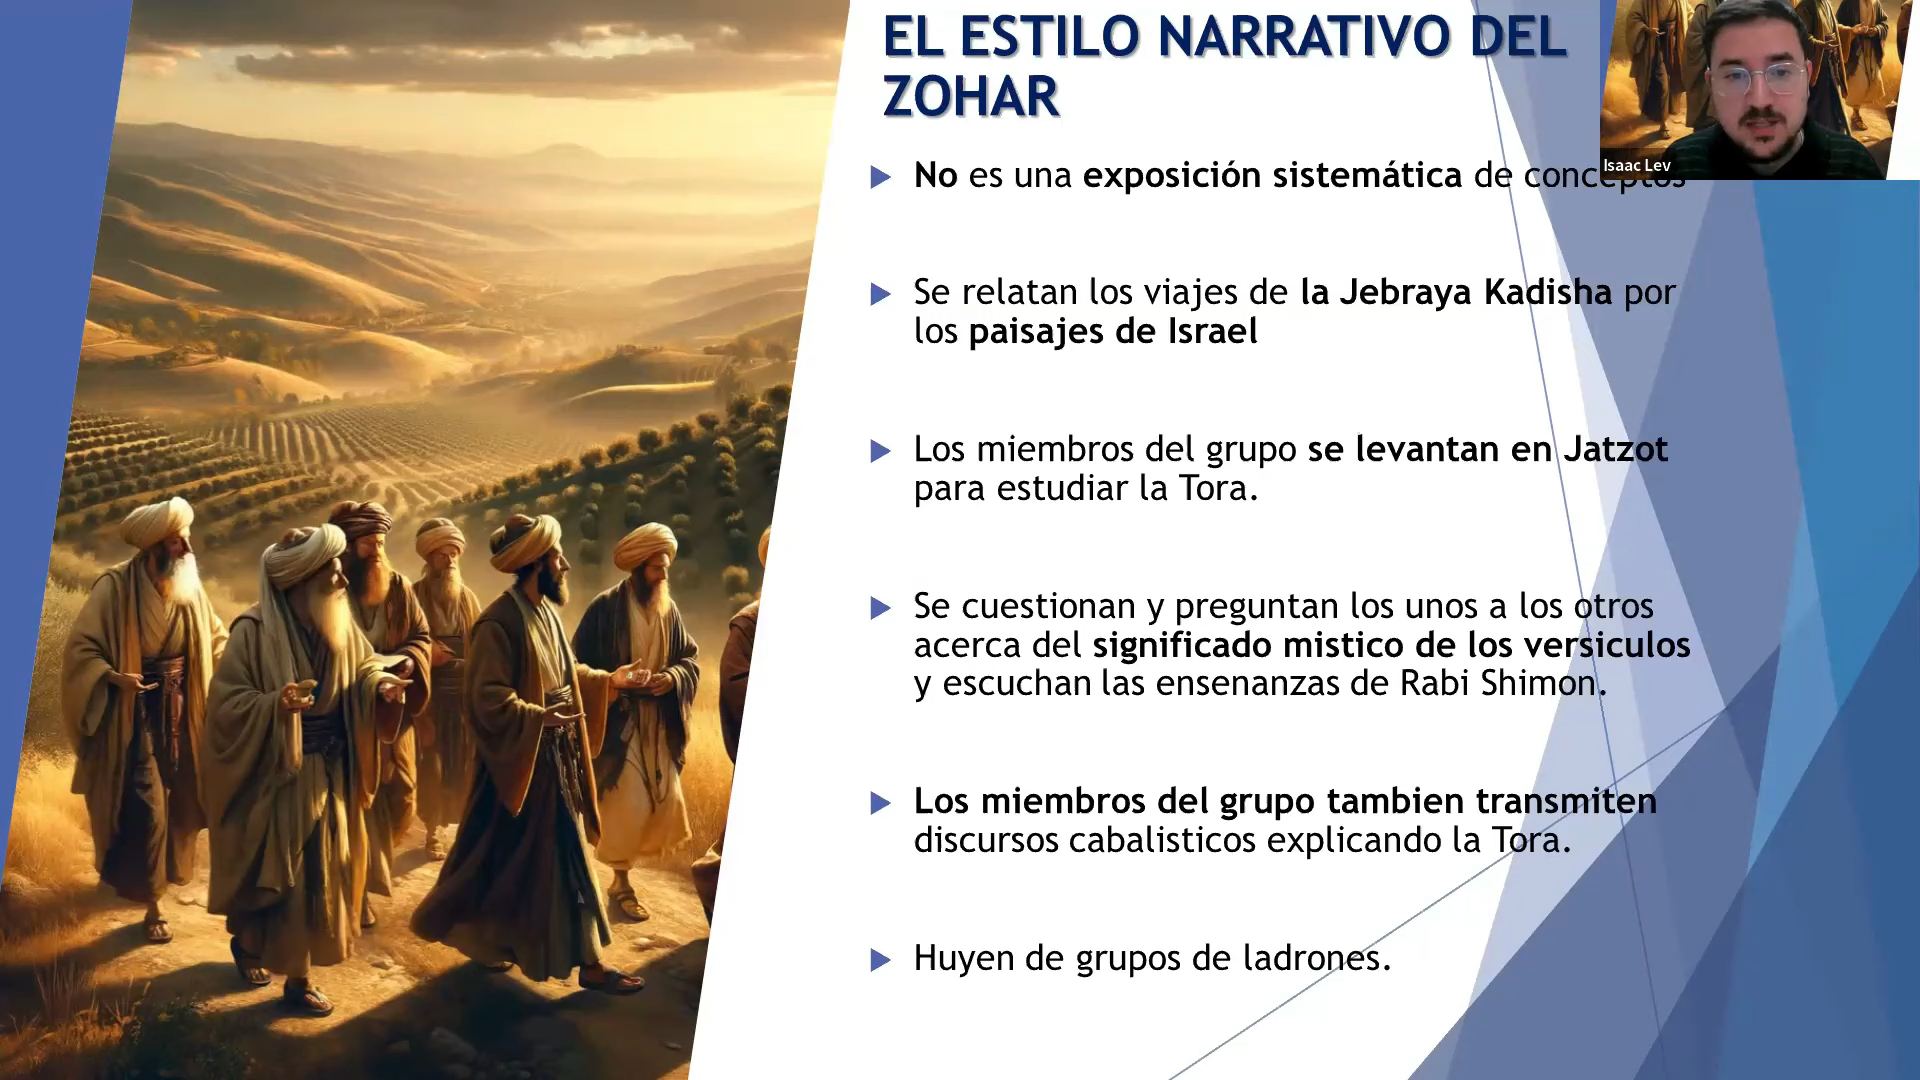 EL ESTILO NARRATIVO DEL
ZOHAR
Isaac Lev
No es una exposición sistemática de conceptos
Se relatan los viajes de la Jebraya Kadisha por
los paisajes de Israel
Los miembros del grupo se levantan en Jatzot
para estudiar la Tora.
Se cuestionan y preguntan los unos a los otros
acerca del significado mistico de los versiculos
y escuchan las ensenanzas de Rabi Shimon.
Los miembros del grupo tambien transmiten
discursos cabalisticos explicando la Tora.
Huyen de grupos de ladrones.